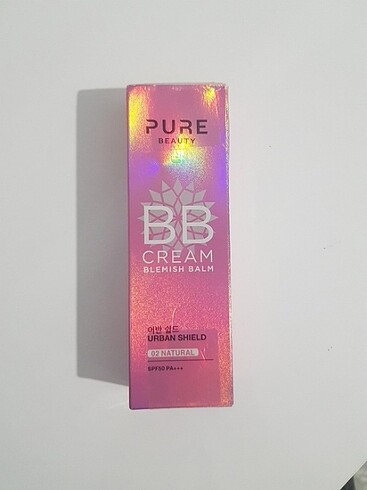 PURE
BEAUTY
BB
CREAM
BLEMISH BALM
어반 쉴드
URBAN SHIELD
02 NATURAL
SPF50 PA+++